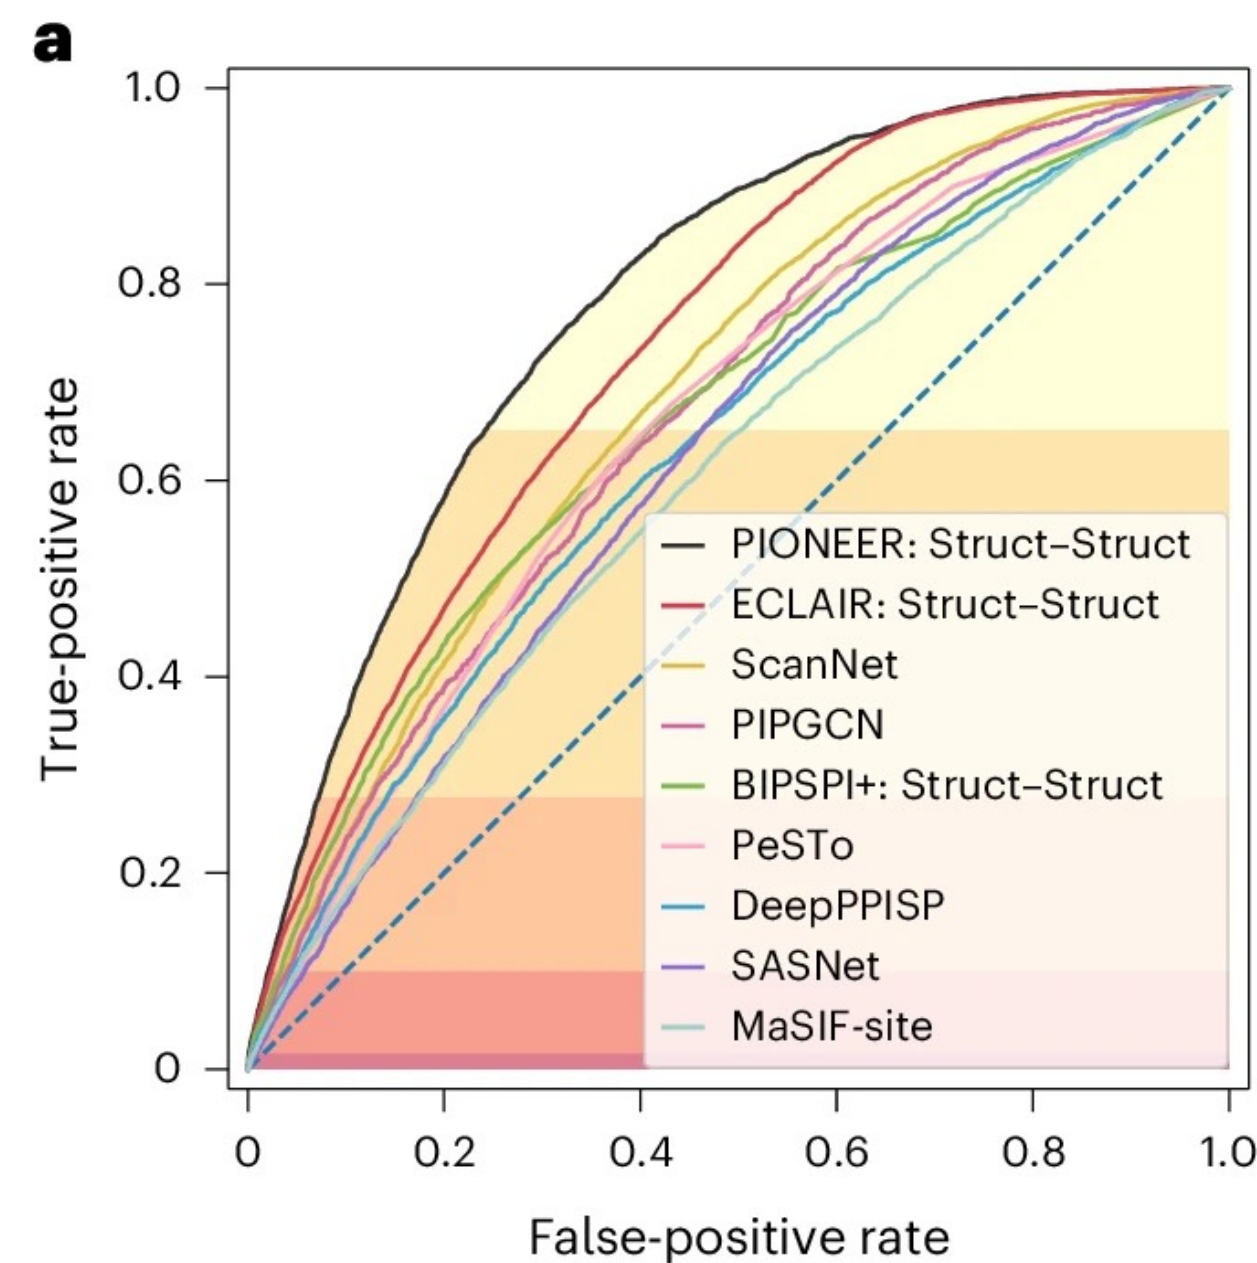 a
1.0
0.8
0.6
0.4
0.2
0
True-positive rate
PIONEER: Struct–Struct
ECLAIR: Struct–Struct
ScanNet
PIPGCN
BIPSPI+: Struct–Struct
PeSTo
DeepPPISP
SASNet
MaSIF-site
0 0.2 0.4 0.6 0.8 1.0
False-positive rate